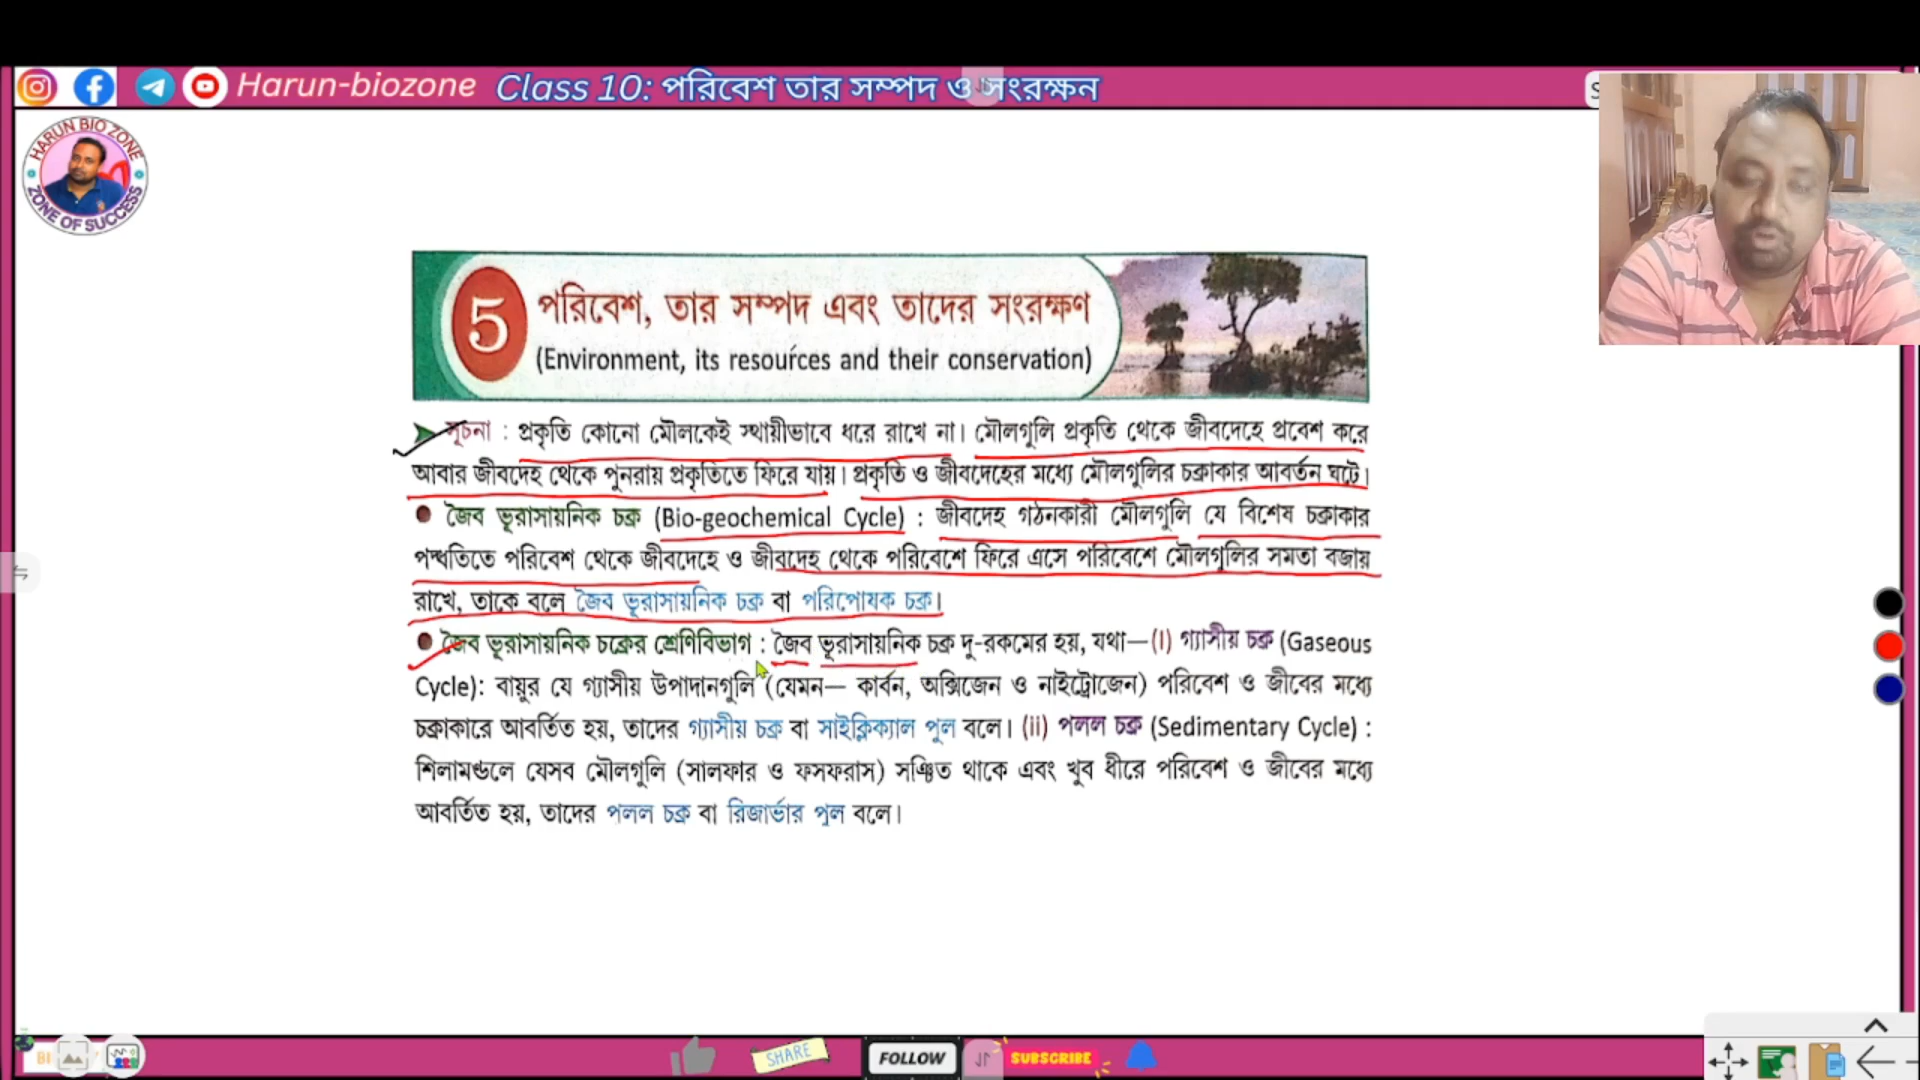 Harun-biozone Class 10: পরিবেশ তার সম্পদ ও সংরক্ষন
HARUN BIO ZONE
ZONE OF SUCCESS
5
পরিবেশ, তার সম্পদ এবং তাদের সংরক্ষণ
(Environment, its resources and their conservation)
সূচনা : প্রকৃতি কোনো মৌলকেই স্থায়ীভাবে ধরে রাখে না। মৌলগুলি প্রকৃতি থেকে জীবদেহে প্রবেশ করে
আবার জীবদেহ থেকে পুনরায় প্রকৃতিতে ফিরে যায়। প্রকৃতি ও জীবদেহের মধ্যে মৌলগুলির চক্রাকার আবর্তন ঘটে।
● জৈব ভূরাসায়নিক চক্র (Bio-geochemical Cycle) : জীবদেহ গঠনকারী মৌলগুলি যে বিশেষ চক্রাকার
পদ্ধতিতে পরিবেশ থেকে জীবদেহে ও জীবদেহ থেকে পরিবেশে ফিরে এসে পরিবেশে মৌলগুলির সমতা বজায়
রাখে, তাকে বলে জৈব ভূরাসায়নিক চক্র বা পরিপোষক চক্র।
● জৈব ভূরাসায়নিক চক্রের শ্রেণিবিভাগ : জৈব ভূরাসায়নিক চক্র দু-রকমের হয়, যথা—(i) গ্যাসীয় চক্র (Gaseous
Cycle): বায়ুর যে গ্যাসীয় উপাদানগুলি (যেমন— কার্বন, অক্সিজেন ও নাইট্রোজেন) পরিবেশ ও জীবের মধ্যে
চক্রাকারে আবর্তিত হয়, তাদের গ্যাসীয় চক্র বা সাইক্লিক্যাল পুল বলে। (ii) পলল চক্র (Sedimentary Cycle) :
শিলামণ্ডলে যেসব মৌলগুলি (সালফার ও ফসফরাস) সঞ্চিত থাকে এবং খুব ধীরে পরিবেশ ও জীবের মধ্যে
আবর্তিত হয়, তাদের পলল চক্র বা রিজার্ভার পুল বলে।
SHARE
FOLLOW
SUBSCRIBE